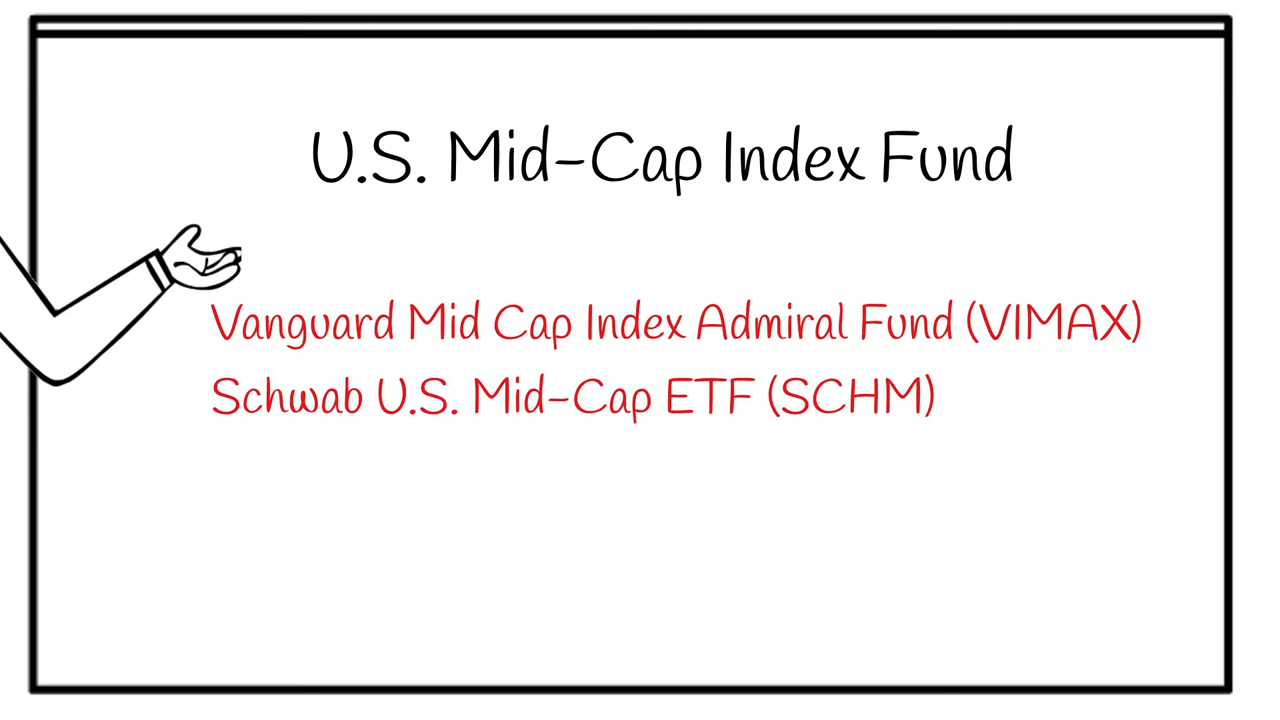 U.S. Mid-Cap Index Fund
Vanguard Mid Cap Index Admiral Fund (VIMAX)
Schwab U.S. Mid-Cap ETF (SCHM)